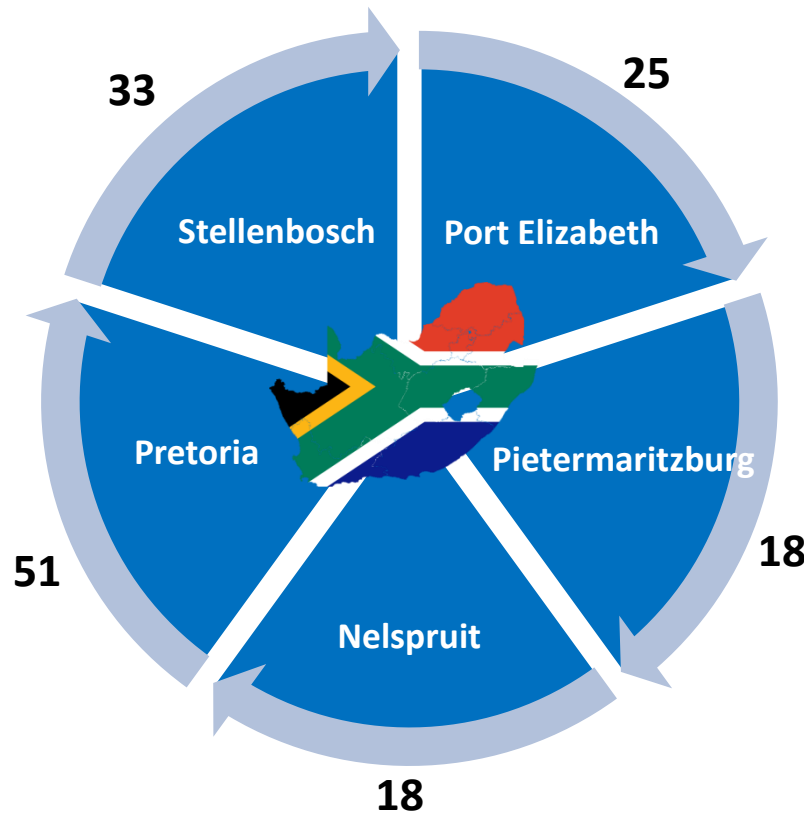 33
25
Stellenbosch
Port Elizabeth
Pretoria
Pietermaritzburg
51
18
Nelspruit
18